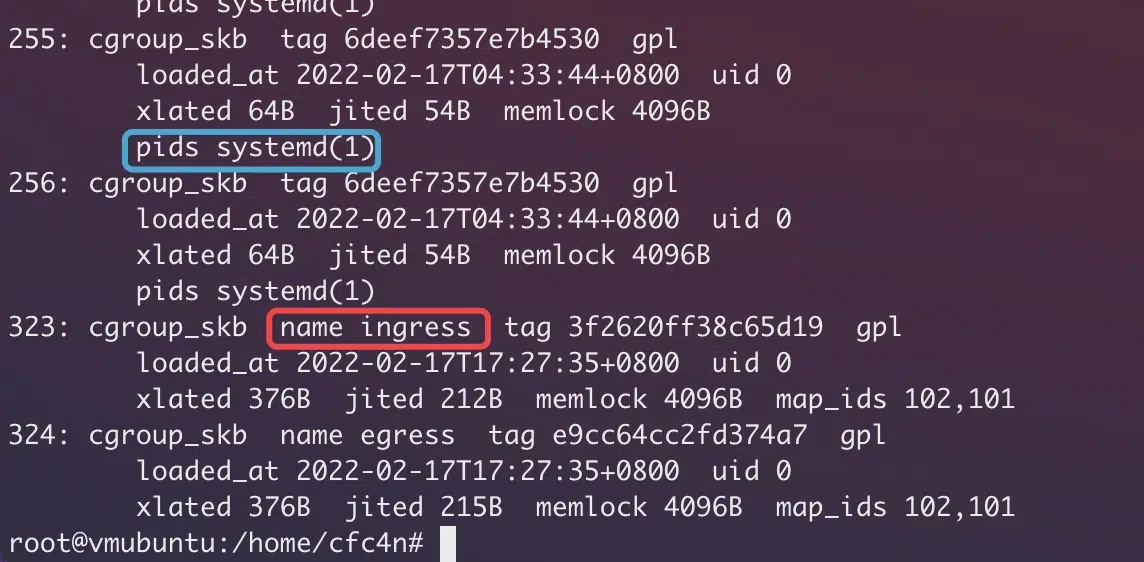 pids systemd(1)
255: cgroup_skb  tag 6deef7357e7b4530  gpl
        loaded_at 2022-02-17T04:33:44+0800  uid 0
        xlated 64B  jited 54B  memlock 4096B
        pids systemd(1)
256: cgroup_skb  tag 6deef7357e7b4530  gpl
        loaded_at 2022-02-17T04:33:44+0800  uid 0
        xlated 64B  jited 54B  memlock 4096B
        pids systemd(1)
323: cgroup_skb  name ingress  tag 3f2620ff38c65d19  gpl
        loaded_at 2022-02-17T17:27:35+0800  uid 0
        xlated 376B  jited 212B  memlock 4096B  map_ids 102,101
324: cgroup_skb  name egress  tag e9cc64cc2fd374a7  gpl
        loaded_at 2022-02-17T17:27:35+0800  uid 0
        xlated 376B  jited 215B  memlock 4096B  map_ids 102,101
root@vmubuntu:/home/cfc4n#